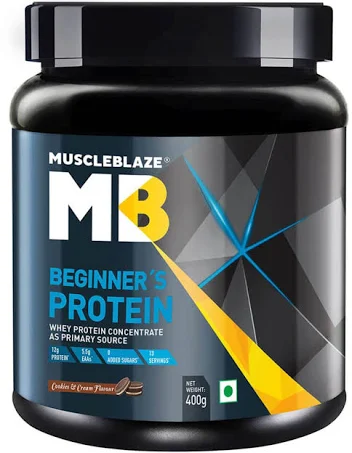 MUSCLEBLAZE®
MB
BEGINNER'S
PROTEIN
WHEY PROTEIN CONCENTRATE
AS PRIMARY SOURCE
12g 5.5g 0 13
PROTEIN EAAs ADDED SUGARS SERVINGS
Cookies & Cream Flavour
NET
WEIGHT:
400g